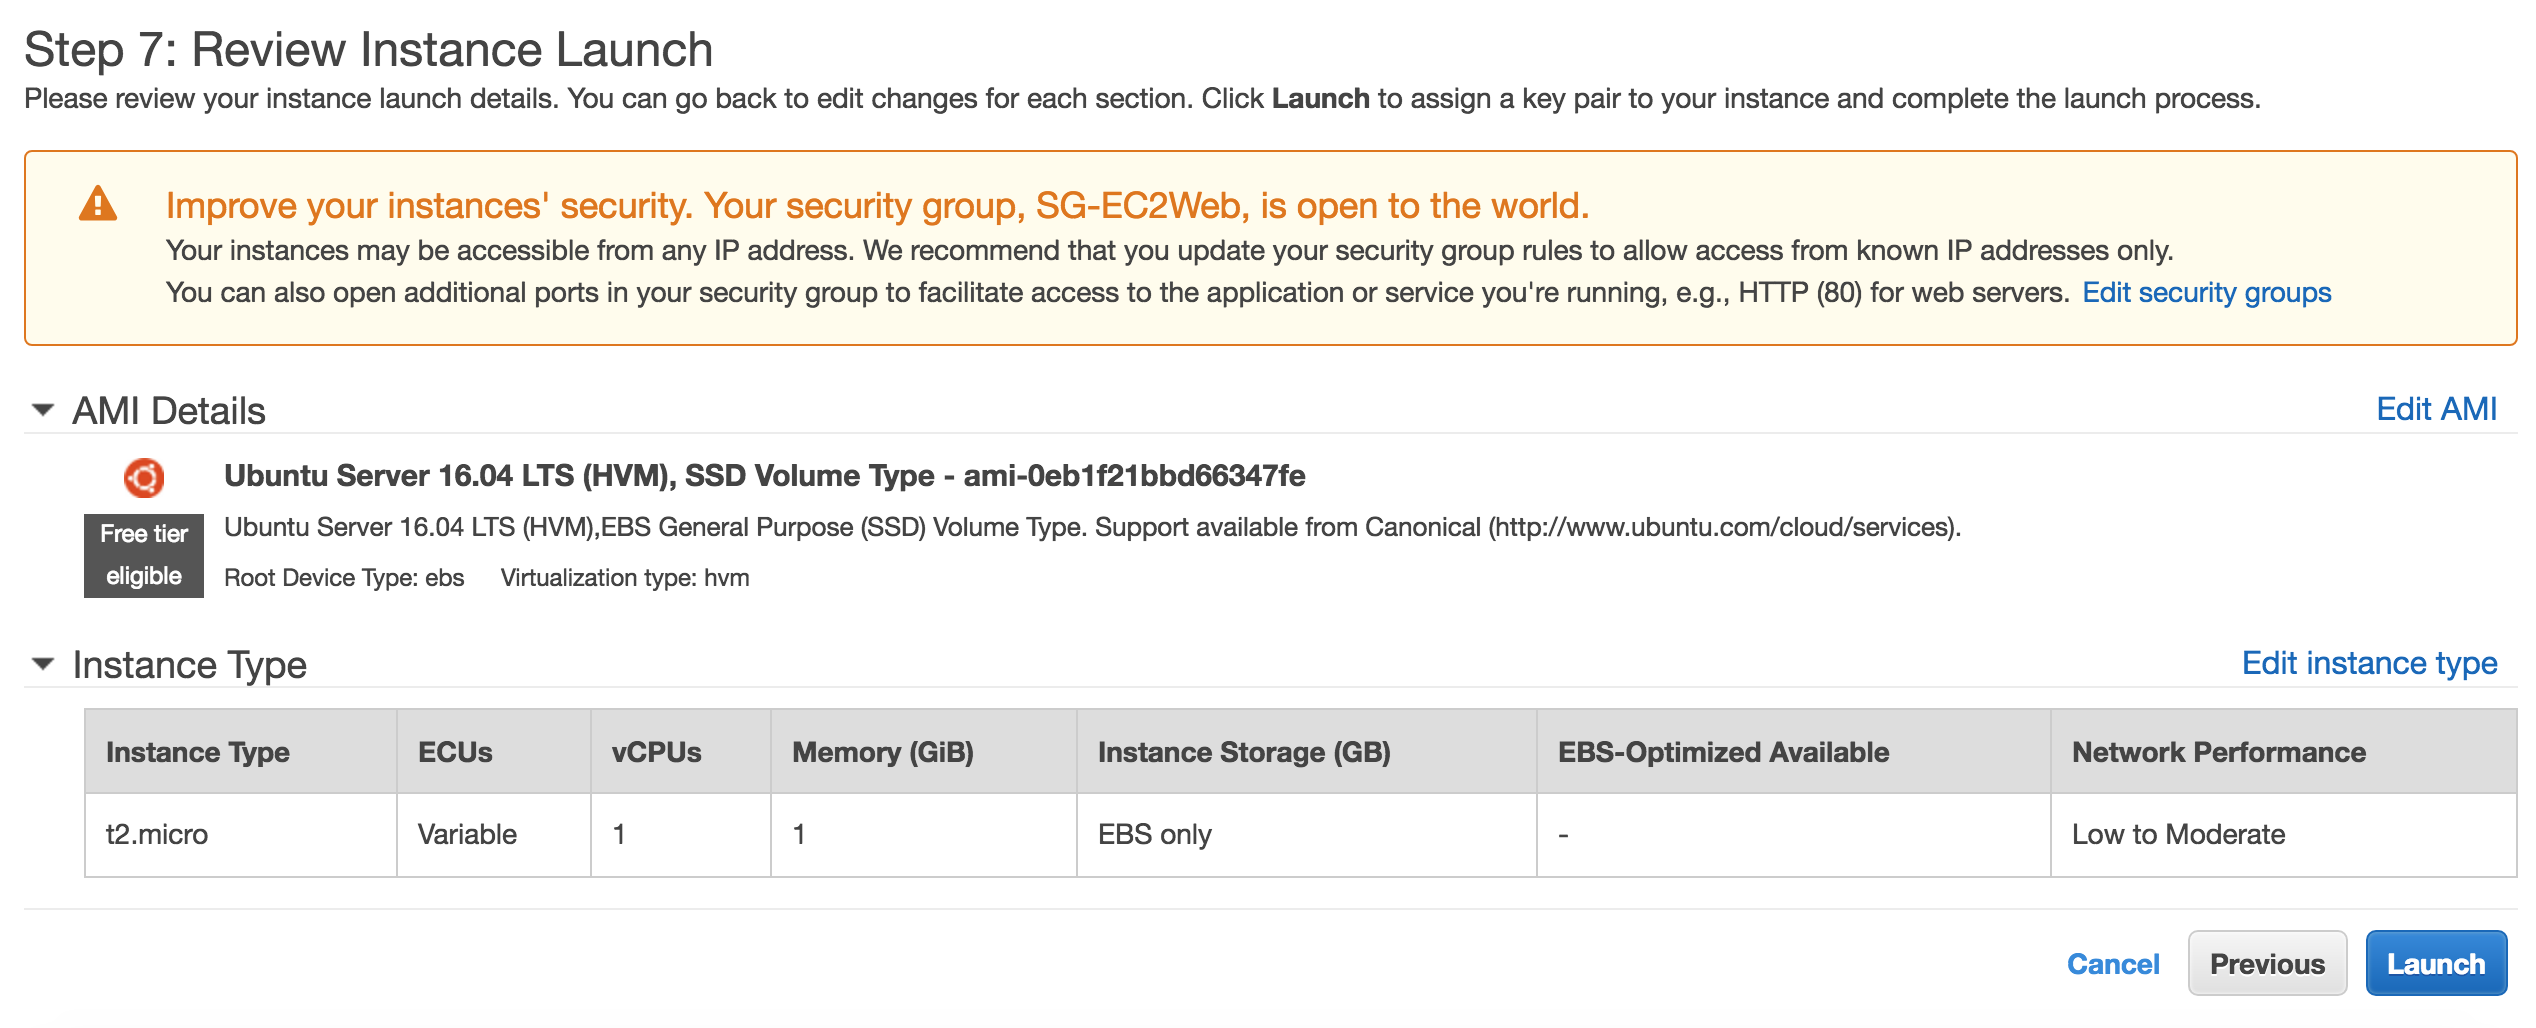 Step 7: Review Instance Launch
Please review your instance launch details. You can go back to edit changes for each section. Click Launch to assign a key pair to your instance and complete the launch process.
Improve your instances' security. Your security group, SG-EC2Web, is open to the world.
Your instances may be accessible from any IP address. We recommend that you update your security group rules to allow access from known IP addresses only.
You can also open additional ports in your security group to facilitate access to the application or service you're running, e.g., HTTP (80) for web servers. Edit security groups
AMI Details Edit AMI
Ubuntu Server 16.04 LTS (HVM), SSD Volume Type - ami-0eb1f21bbd66347fe
Free tier eligible
Ubuntu Server 16.04 LTS (HVM),EBS General Purpose (SSD) Volume Type. Support available from Canonical (http://www.ubuntu.com/cloud/services).
Root Device Type: ebs Virtualization type: hvm
Instance Type Edit instance type
Instance Type ECUs vCPUs Memory (GiB) Instance Storage (GB) EBS-Optimized Available Network Performance
t2.micro Variable 1 1 EBS only - Low to Moderate
Cancel Previous Launch